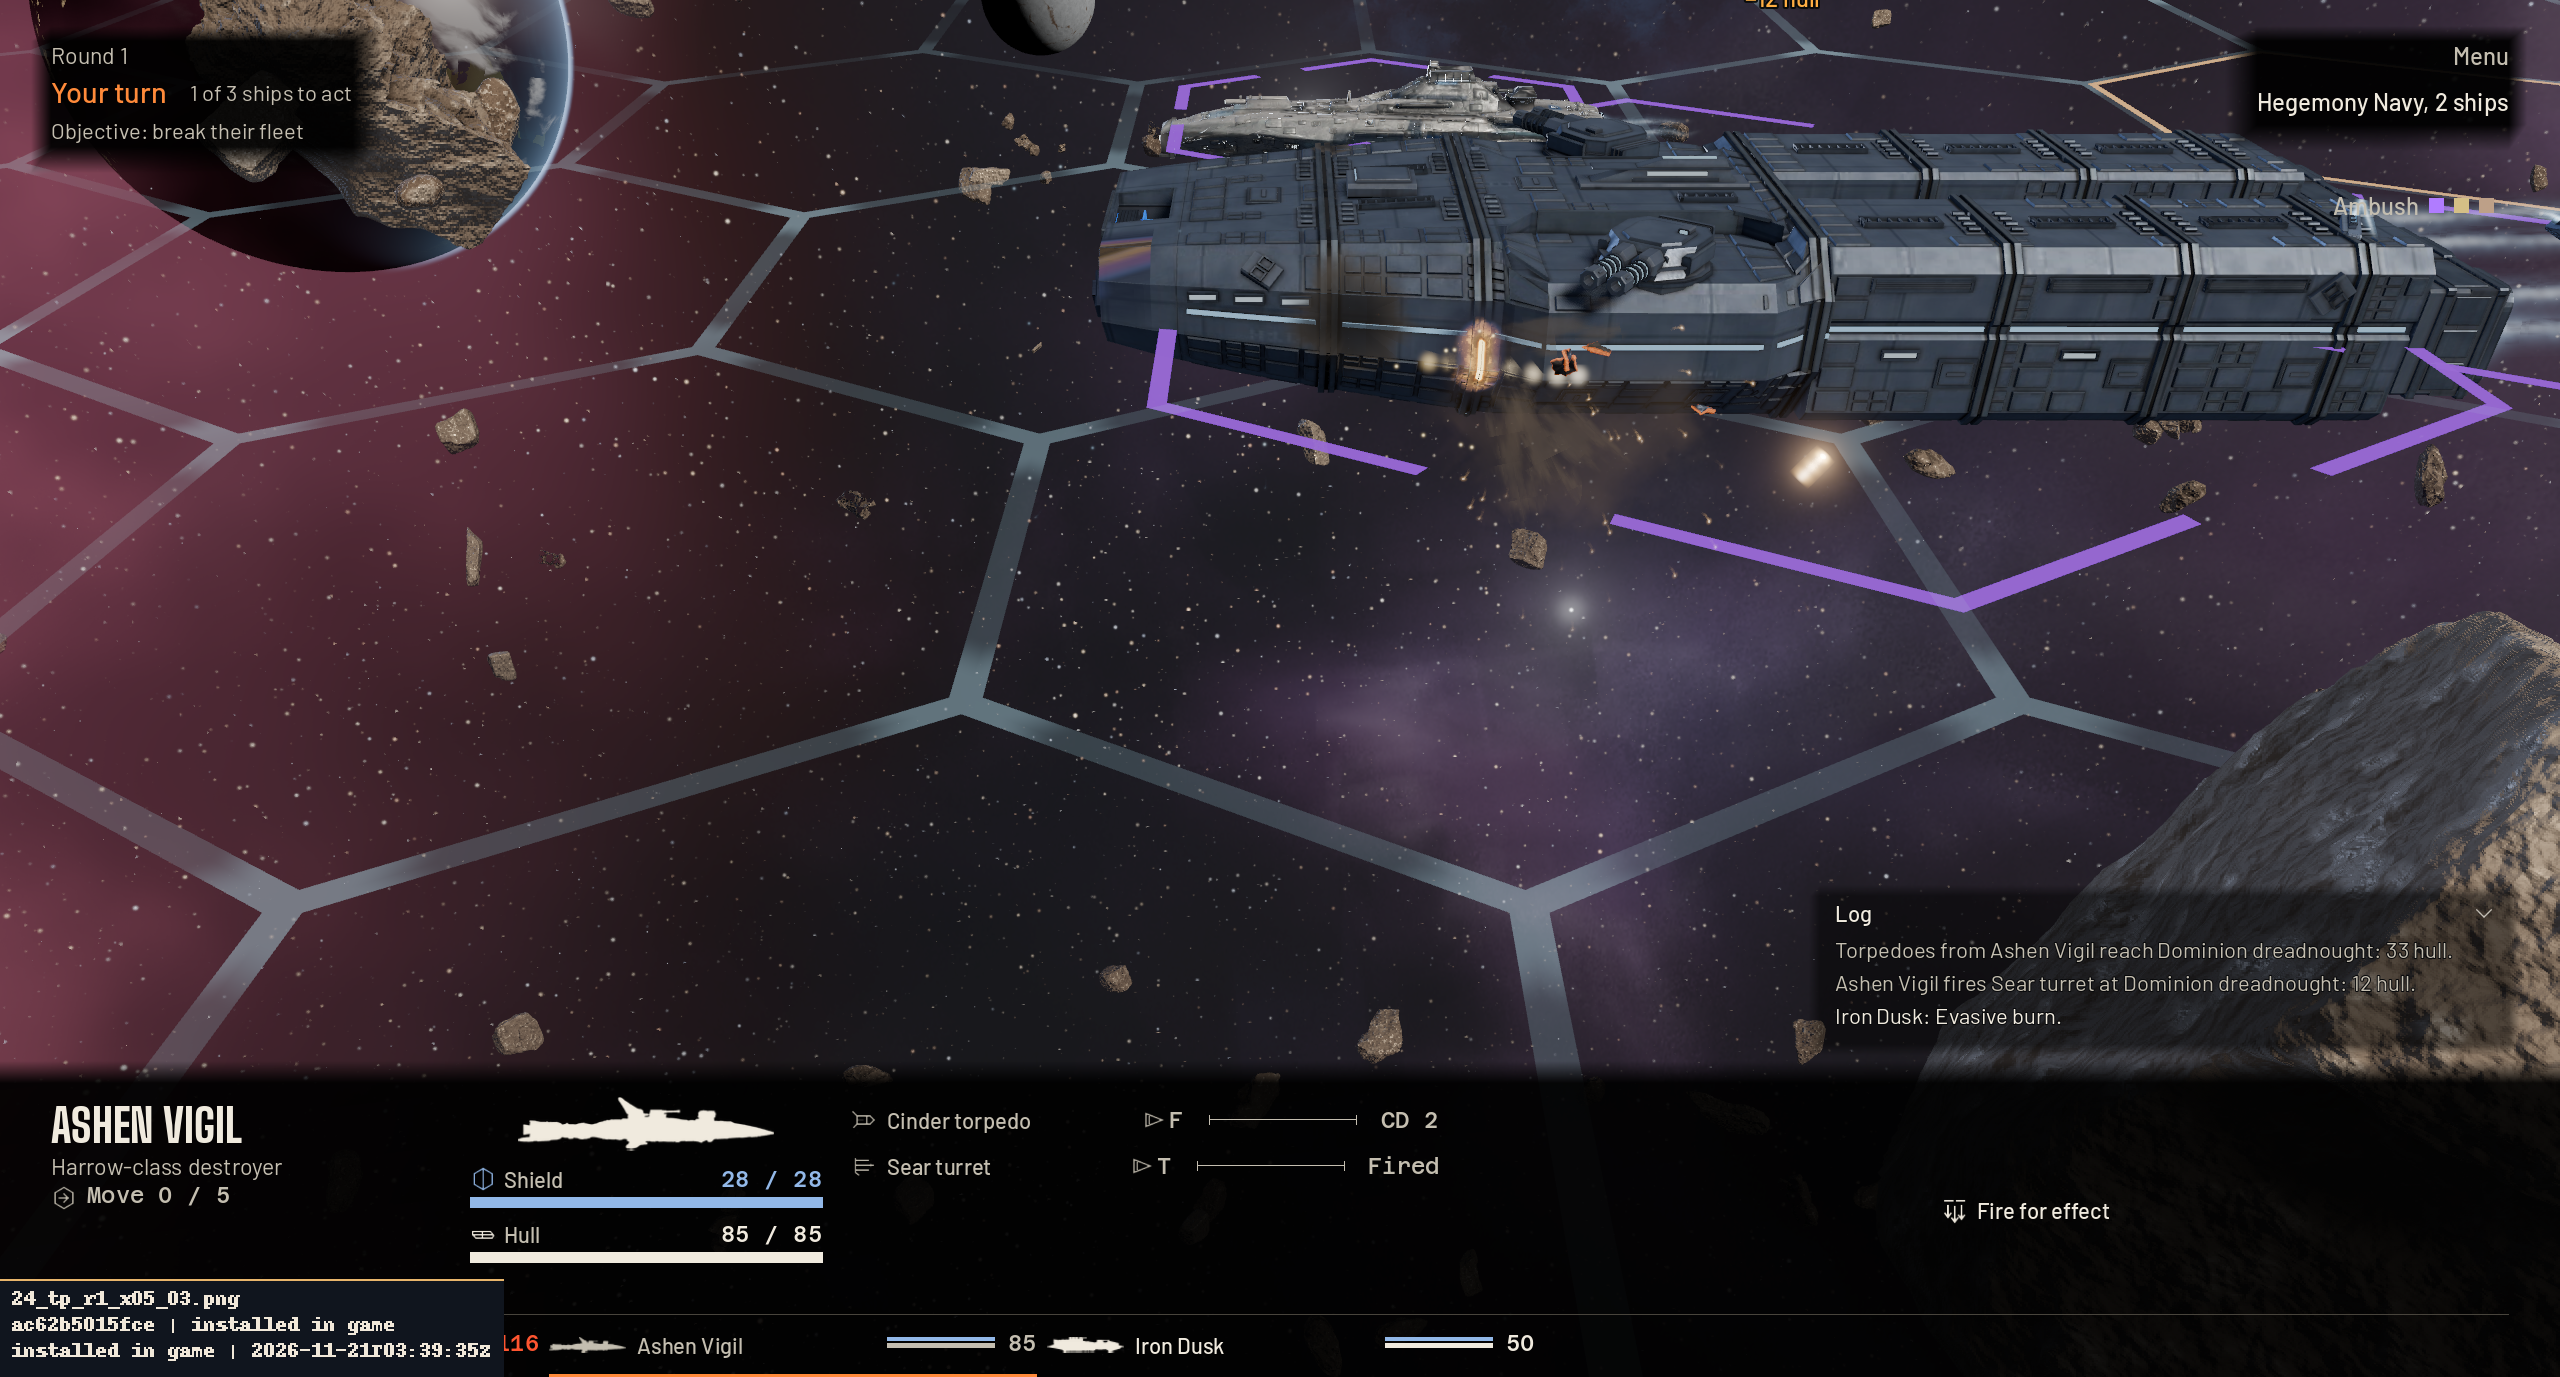 -12 hull
Round 1
Your turn 1 of 3 ships to act
Objective: break their fleet
Menu
Hegemony Navy, 2 ships
Ambush
Log
Torpedoes from Ashen Vigil reach Dominion dreadnought: 33 hull.
Ashen Vigil fires Sear turret at Dominion dreadnought: 12 hull.
Iron Dusk: Evasive burn.
ASHEN VIGIL
Harrow-class destroyer
Move 0 / 5
Shield 28 / 28
Hull 85 / 85
Cinder torpedo F CD 2
Sear turret T Fired
Fire for effect
24_tp_r1_x05_03.png
ac62b5015fce | installed in game
installed in game | 2026-11-21T03:39:35Z
116 Ashen Vigil 85 Iron Dusk 50